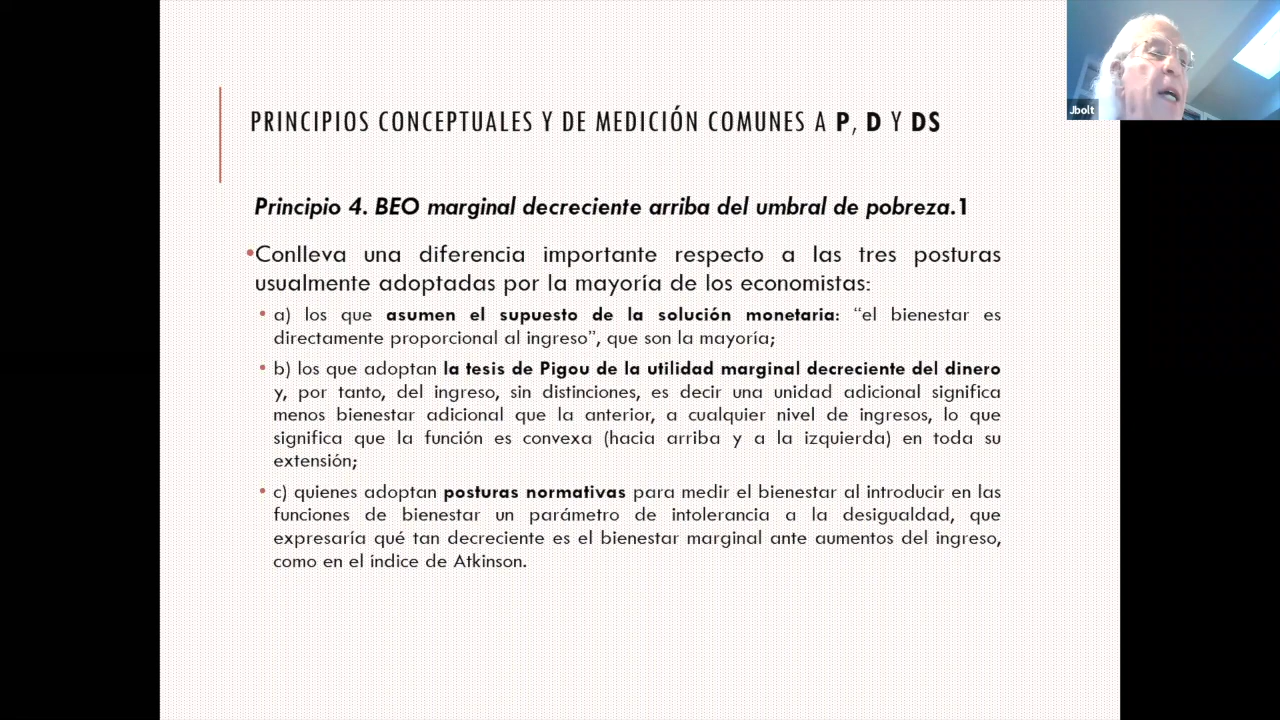 Jbolt
PRINCIPIOS CONCEPTUALES Y DE MEDICIÓN COMUNES A P, D Y DS
Principio 4. BEO marginal decreciente arriba del umbral de pobreza.1
•Conlleva una diferencia importante respecto a las tres posturas
usualmente adoptadas por la mayoría de los economistas:
• a) los que asumen el supuesto de la solución monetaria: “el bienestar es
directamente proporcional al ingreso”, que son la mayoría;
• b) los que adoptan la tesis de Pigou de la utilidad marginal decreciente del dinero
y, por tanto, del ingreso, sin distinciones, es decir una unidad adicional significa
menos bienestar adicional que la anterior, a cualquier nivel de ingresos, lo que
significa que la función es convexa (hacia arriba y a la izquierda) en toda su
extensión;
• c) quienes adoptan posturas normativas para medir el bienestar al introducir en las
funciones de bienestar un parámetro de intolerancia a la desigualdad, que
expresaría qué tan decreciente es el bienestar marginal ante aumentos del ingreso,
como en el índice de Atkinson.